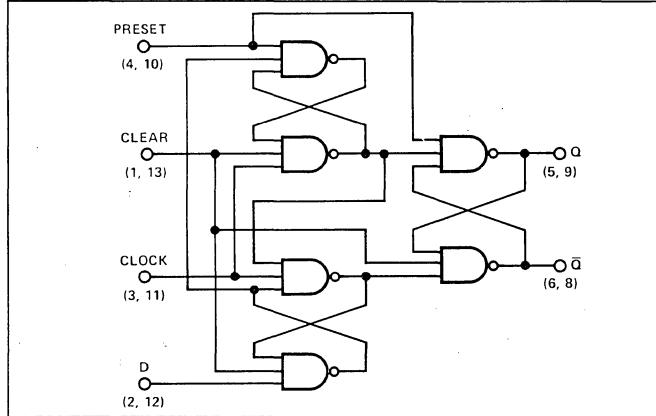 PRESET
(4, 10)
CLEAR
(1, 13)
CLOCK
(3, 11)
D
(2, 12)
Q
(5, 9)
Q̅
(6, 8)